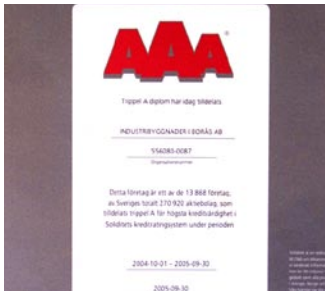 AAA
®
Trippel A diplom har idag tilldelats
INDUSTRIBYGGNADER I BORÅS AB
556080-0087
Organisationsnummer
Detta företag är ett av de 13 868 företag,
av Sveriges totalt 270 920 aktiebolag, som
tilldelats trippel A för högsta kreditvärdighet i
Soliditets kreditratingsystem under perioden
2004-10-01 - 2005-09-30
2005-09-30